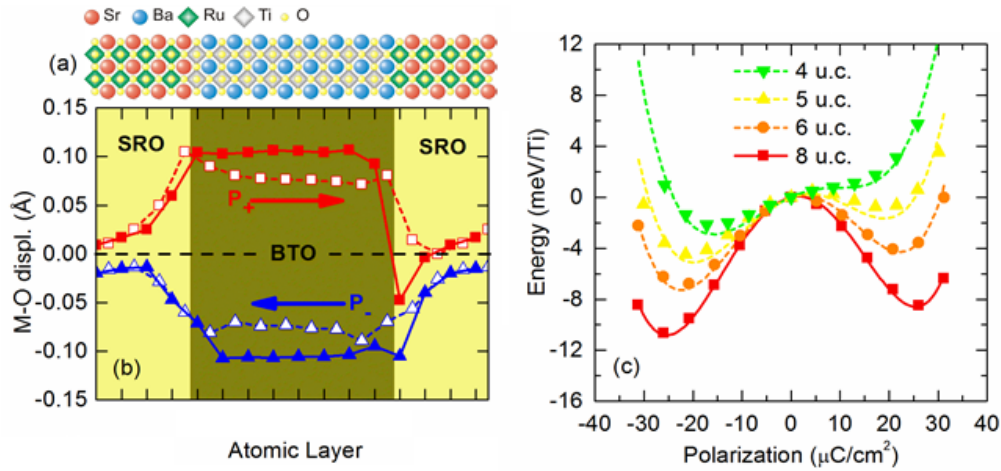 Sr Ba Ru Ti O
(a)
0.15
0.10
0.05
0.00
-0.05
-0.10
-0.15
M-O displ. (Å)
SRO
SRO
P+
BTO
P-
(b)
Atomic Layer
12
8
4
0
-4
-8
-12
-16
Energy (meV/Ti)
4 u.c.
5 u.c.
6 u.c.
8 u.c.
(c)
-40 -30 -20 -10 0 10 20 30 40
Polarization (μC/cm²)